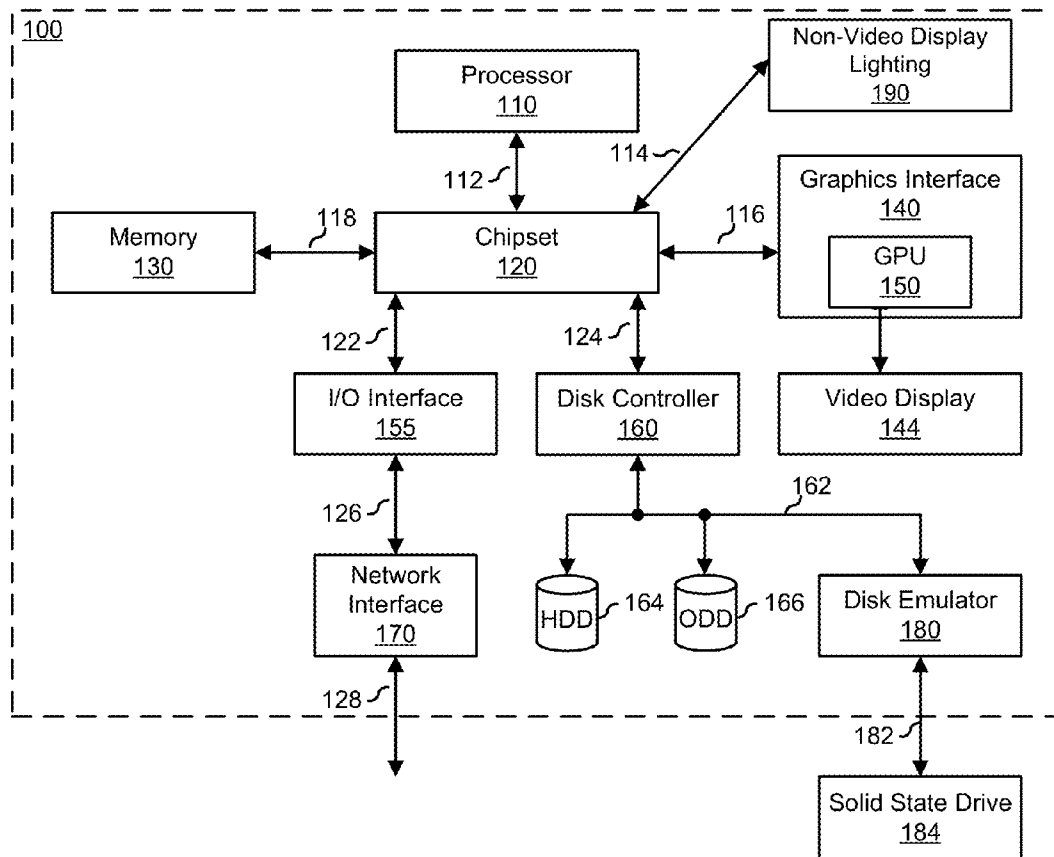 100
Non-Video Display
Lighting
190
Processor
110
114
112
Graphics Interface
140
118
116
Memory
130
Chipset
120
GPU
150
122
124
I/O Interface
155
Disk Controller
160
Video Display
144
126
162
Network
Interface
170
HDD
164
ODD
166
Disk Emulator
180
128
182
Solid State Drive
184